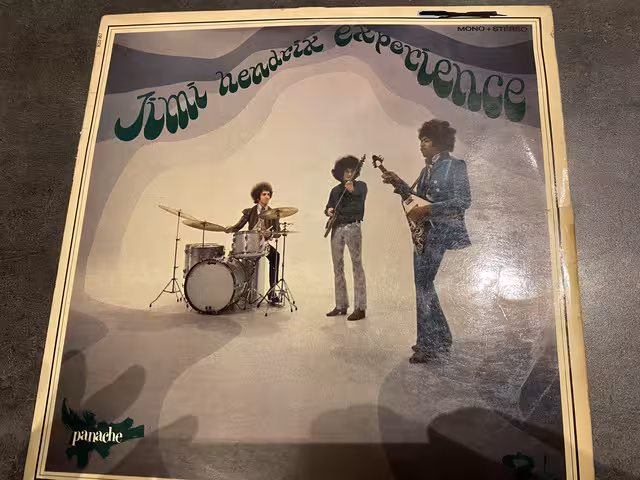 MONO + STEREO
Jimi hendrix experience
panache